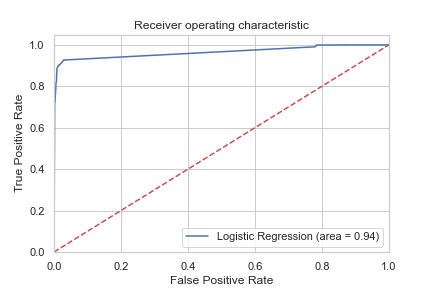 Receiver operating characteristic
True Positive Rate
1.0
0.8
0.6
0.4
0.2
0.0
Logistic Regression (area = 0.94)
0.0 0.2 0.4 0.6 0.8 1.0
False Positive Rate